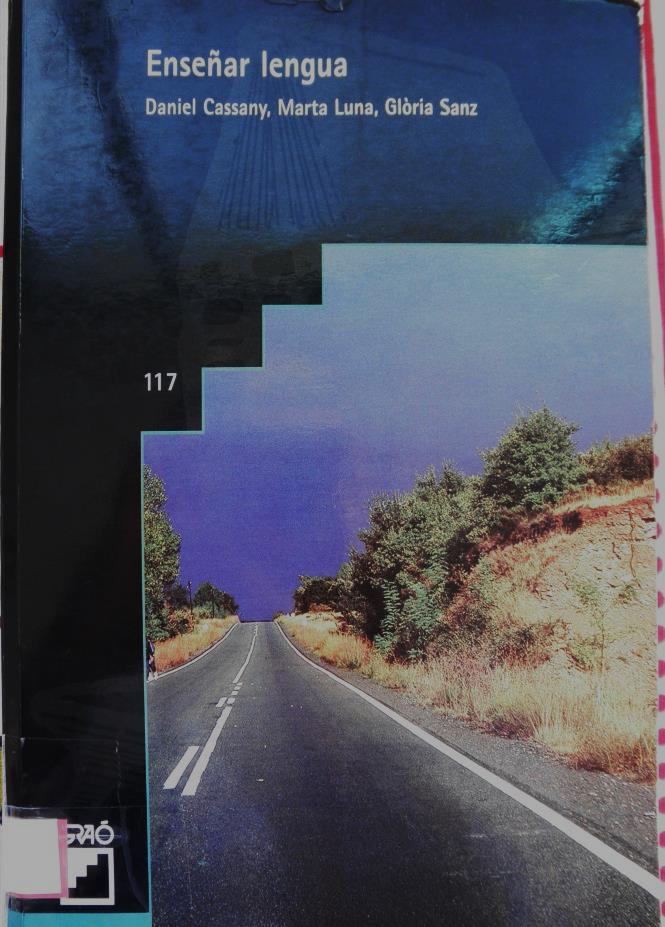 Enseñar lengua
Daniel Cassany, Marta Luna, Glòria Sanz
117
GRAÓ